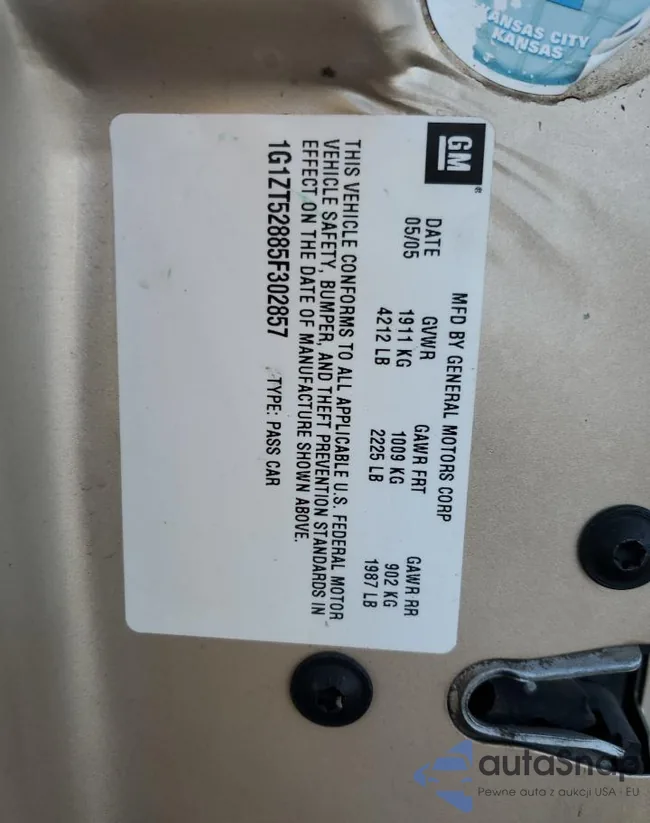 KANSAS CITY
KANSAS
GM
®
MFD BY GENERAL MOTORS CORP
DATE GVWR GAWR FRT GAWR RR
05/05 1911 KG 1009 KG 902 KG
4212 LB 2225 LB 1987 LB
THIS VEHICLE CONFORMS TO ALL APPLICABLE U.S. FEDERAL MOTOR
VEHICLE SAFETY, BUMPER, AND THEFT PREVENTION STANDARDS IN
EFFECT ON THE DATE OF MANUFACTURE SHOWN ABOVE.
1G1ZT52885F302857 TYPE: PASS CAR
autaSnap
Pewne auta z aukcji USA · EU